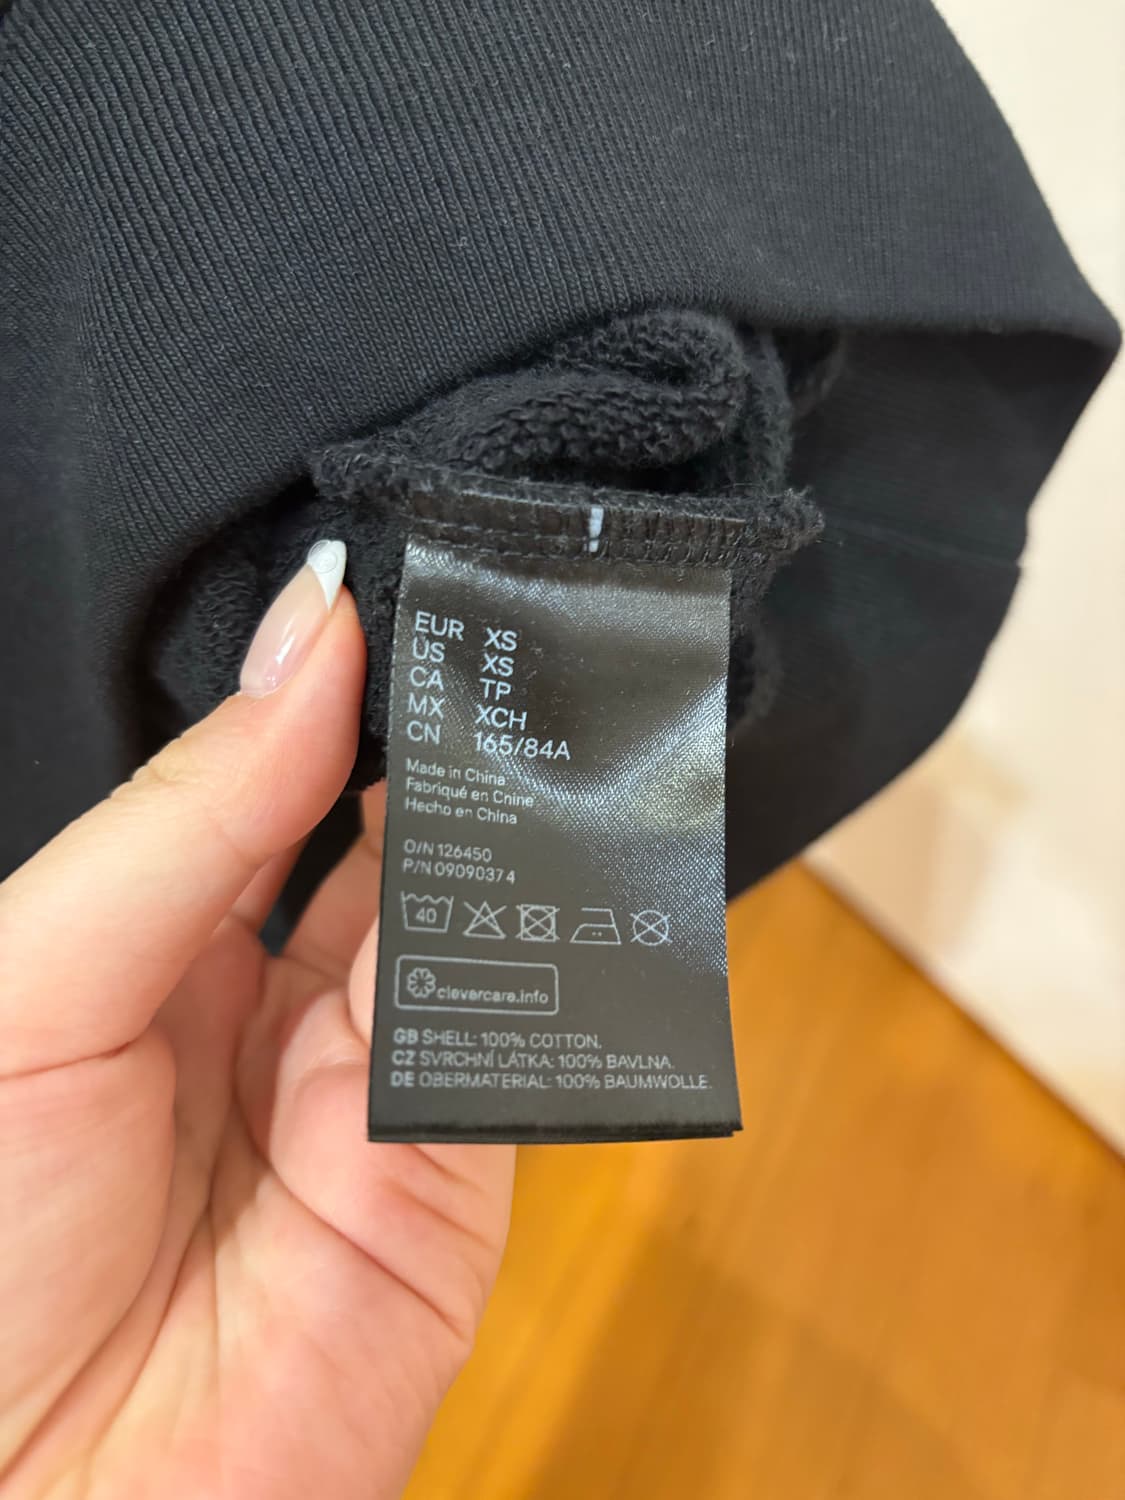 EUR XS
US XS
CA TP
MX XCH
CN 165/84A
Made in China
Fabriqué en Chine
Hecho en China
O/N 126450
P/N 09090374
40
clevercare.info
GB SHELL: 100% COTTON.
CZ SVRCHNÍ LÁTKA: 100% BAVLNA.
DE OBERMATERIAL: 100% BAUMWOLLE.